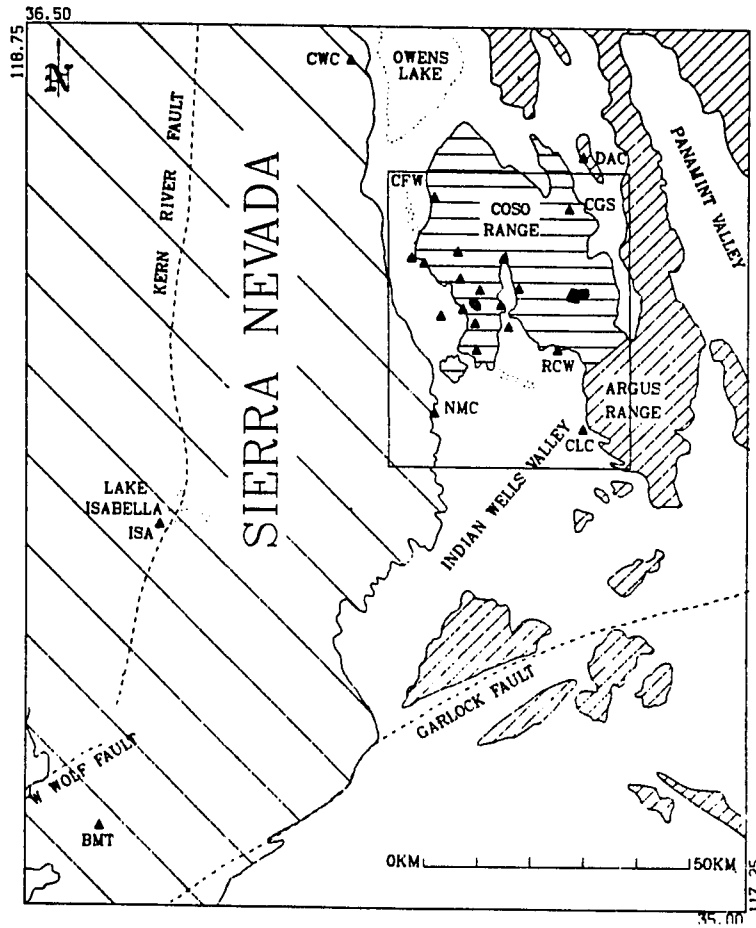 36.50
118.75
CWC
OWENS
LAKE
KERN RIVER FAULT
SIERRA NEVADA
PANAMINT VALLEY
DAC
CFW
CGS
COSO
RANGE
RCW
ARGUS
RANGE
NMC
CLC
INDIAN WELLS VALLEY
LAKE
ISABELLA
ISA
GARLOCK FAULT
W WOLF FAULT
BMT
0KM
50KM
117.25
35.00